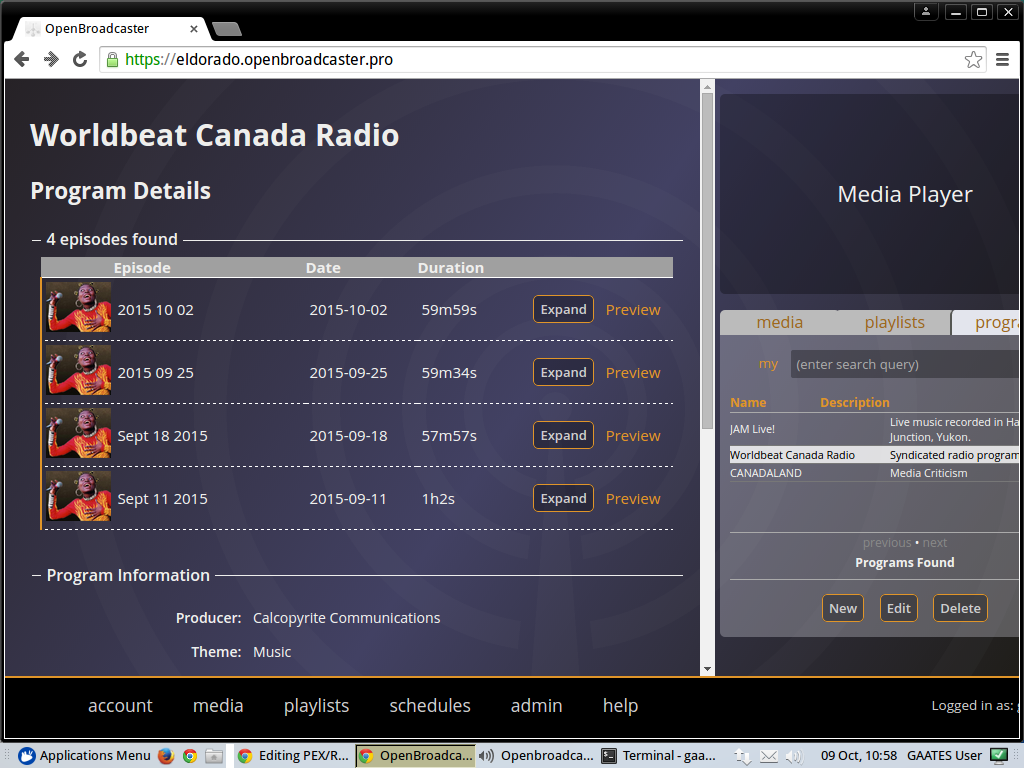 OpenBroadcaster
https://eldorado.openbroadcaster.pro
Worldbeat Canada Radio
Program Details
4 episodes found
Episode Date Duration
2015 10 02 2015-10-02 59m59s Expand Preview
2015 09 25 2015-09-25 59m34s Expand Preview
Sept 18 2015 2015-09-18 57m57s Expand Preview
Sept 11 2015 2015-09-11 1h2s Expand Preview
Program Information
Producer: Calcopyrite Communications
Theme: Music
Media Player
media playlists progr
my (enter search query)
Name Description
JAM Live! Live music recorded in Ha
Junction, Yukon.
Worldbeat Canada Radio Syndicated radio program
CANADALAND Media Criticism
previous • next
Programs Found
New Edit Delete
account media playlists schedules admin help Logged in as:
Applications Menu Editing PEX/R... OpenBroadca... Openbroadca... Terminal - gaa... 09 Oct, 10:58 GAATES User